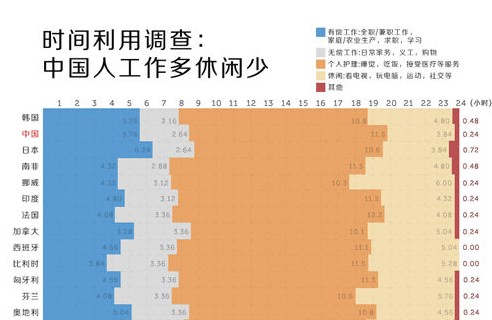 时间利用调查:
中国人工作多休闲少
有偿工作:全职/兼职工作,
家庭/农业生产, 求职, 学习
无偿工作:日常家务, 义工, 购物
个人护理:睡觉, 吃饭, 接受医疗等服务
休闲:看电视, 玩电脑, 运动, 社交等
其他
1 2 3 4 5 6 7 8 9 10 11 12 13 14 15 16 17 18 19 20 21 22 23 24 (小时)
韩国 5.76 2.16 10.8 4.80 0.48
中国 5.76 2.64 11.5 3.84 0.24
日本 6.24 2.64 10.6 3.84 0.72
南非 4.32 2.88 11.3 4.80 0.48
挪威 4.32 3.12 10.3 6.00 0.24
印度 4.80 3.12 11.3 4.32 0.24
法国 4.08 3.36 12.2 4.08 0.24
加拿大 5.28 3.36 10.1 5.04 0.24
西班牙 4.56 3.36 11.1 5.04 0.00
比利时 3.84 3.36 11.5 5.28 0.00
匈牙利 4.56 3.36 11.3 4.56 0.24
芬兰 4.08 3.36 10.6 5.76 0.24
奥地利 5.04 3.36 10.8 4.56 0.24